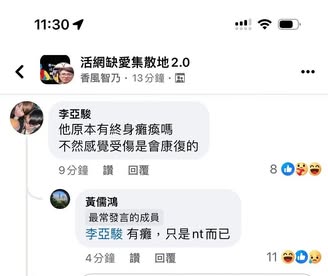 11:30
活網缺愛集散地2.0
香風智乃・13分鐘・
李亞駿
他原本有終身癱瘓嗎
不然感覺受傷是會康復的
9分鐘 讚 回覆 8
黃儒鴻
最常發言的成員
李亞駿 有癱，只是nt而已
4分鐘 讚 回覆 11